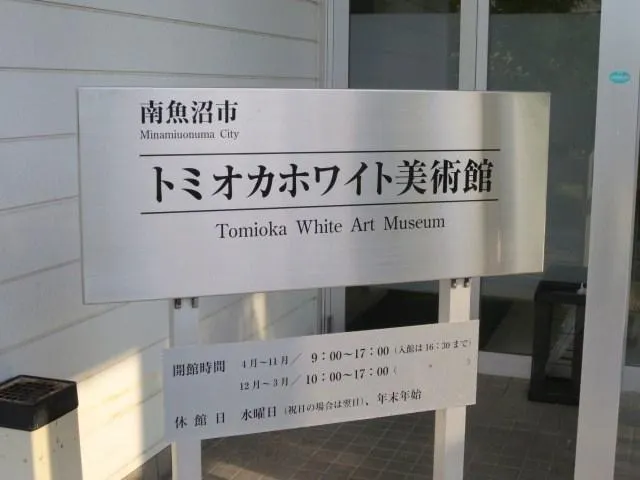 南魚沼市
Minamiuonuma City
トミオカホワイト美術館
Tomioka White Art Museum
開館時間 4月〜11月／ 9：00〜17：00（入館は16：30まで）
12月〜3月／ 10：00〜17：00（
休館日 水曜日（祝日の場合は翌日）、年末年始